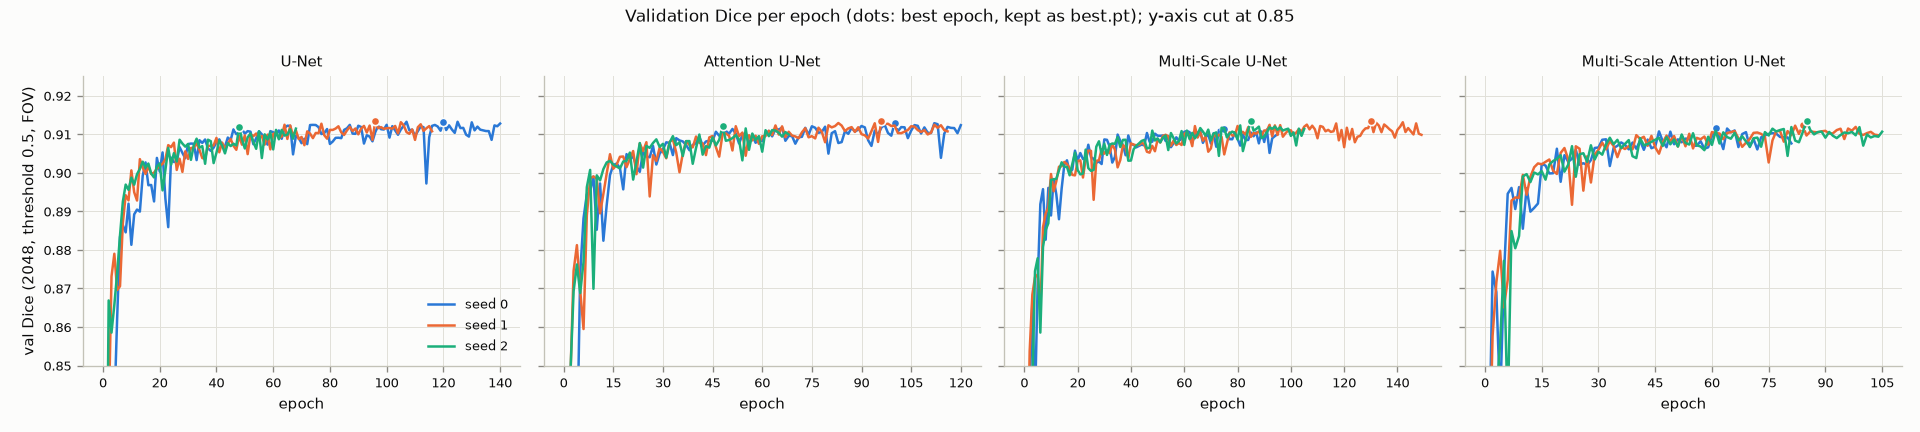 Validation Dice per epoch (dots: best epoch, kept as best.pt); y-axis cut at 0.85
U-Net
Attention U-Net
Multi-Scale U-Net
Multi-Scale Attention U-Net
val Dice (2048, threshold 0.5, FOV)
0.92
0.91
0.90
0.89
0.88
0.87
0.86
0.85
seed 0
seed 1
seed 2
0 20 40 60 80 100 120 140
0 15 30 45 60 75 90 105 120
0 20 40 60 80 100 120 140
0 15 30 45 60 75 90 105
epoch
epoch
epoch
epoch